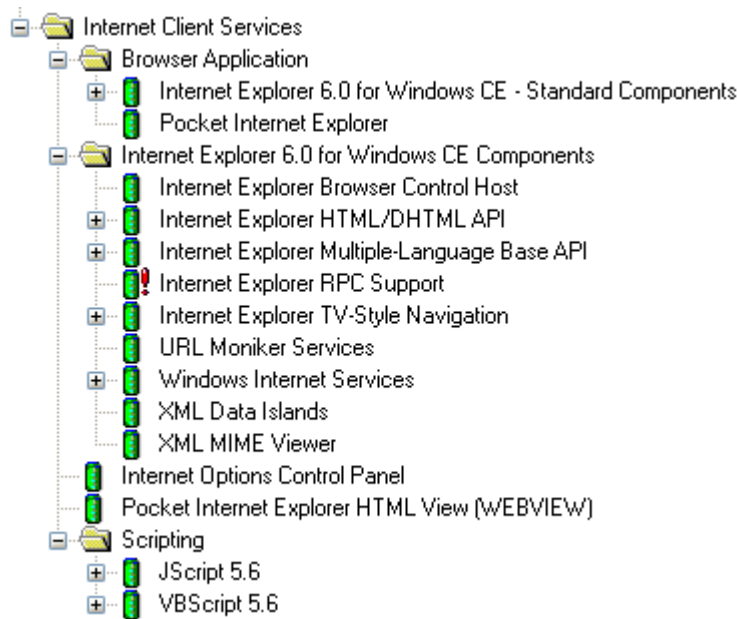 Internet Client Services
Browser Application
Internet Explorer 6.0 for Windows CE - Standard Components
Pocket Internet Explorer
Internet Explorer 6.0 for Windows CE Components
Internet Explorer Browser Control Host
Internet Explorer HTML/DHTML API
Internet Explorer Multiple-Language Base API
Internet Explorer RPC Support
Internet Explorer TV-Style Navigation
URL Moniker Services
Windows Internet Services
XML Data Islands
XML MIME Viewer
Internet Options Control Panel
Pocket Internet Explorer HTML View (WEBVIEW)
Scripting
JScript 5.6
VBScript 5.6